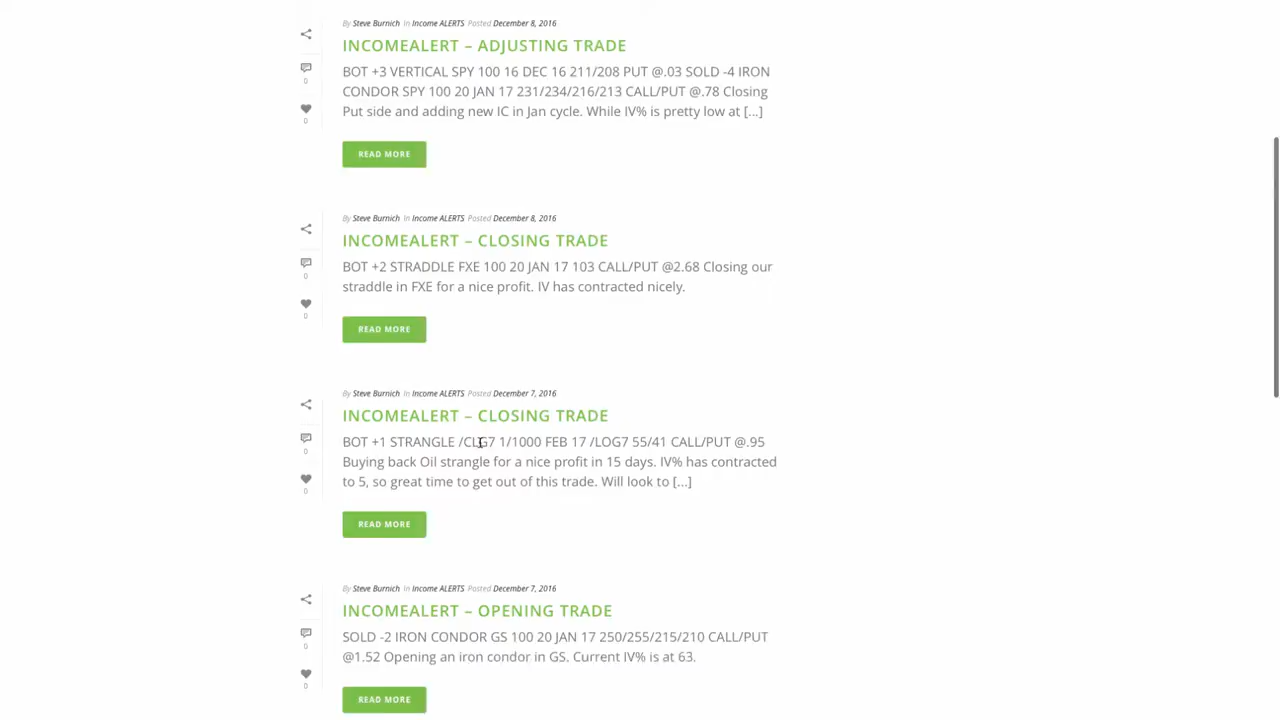 By Steve Burnich In Income ALERTS Posted December 8, 2016
INCOMEALERT – ADJUSTING TRADE
BOT +3 VERTICAL SPY 100 16 DEC 16 211/208 PUT @.03 SOLD -4 IRON
CONDOR SPY 100 20 JAN 17 231/234/216/213 CALL/PUT @.78 Closing
0
Put side and adding new IC in Jan cycle. While IV% is pretty low at [...]
0
READ MORE
By Steve Burnich In Income ALERTS Posted December 8, 2016
INCOMEALERT – CLOSING TRADE
BOT +2 STRADDLE FXE 100 20 JAN 17 103 CALL/PUT @2.68 Closing our
0
straddle in FXE for a nice profit. IV has contracted nicely.
0
READ MORE
By Steve Burnich In Income ALERTS Posted December 7, 2016
INCOMEALERT – CLOSING TRADE
BOT +1 STRANGLE /CLG7 1/1000 FEB 17 /LOG7 55/41 CALL/PUT @.95
0
Buying back Oil strangle for a nice profit in 15 days. IV% has contracted
to 5, so great time to get out of this trade. Will look to [...]
0
READ MORE
By Steve Burnich In Income ALERTS Posted December 7, 2016
INCOMEALERT – OPENING TRADE
SOLD -2 IRON CONDOR GS 100 20 JAN 17 250/255/215/210 CALL/PUT
0
@1.52 Opening an iron condor in GS. Current IV% is at 63.
0
READ MORE